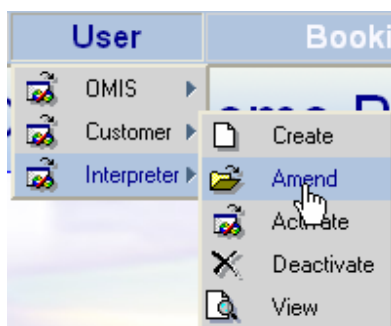 User
Booki
OMIS
Customer
Interpreter
Create
Amend
Activate
Deactivate
View